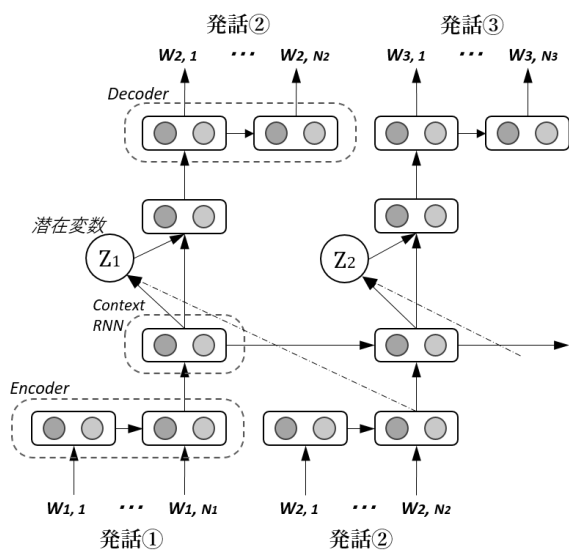 発話② 発話③
W2, 1 ... W2, N2 W3, 1 ... W3, N3
Decoder
潜在変数
Z1 Z2
Context
RNN
Encoder
W1, 1 ... W1, N1 W2, 1 ... W2, N2
発話① 発話②